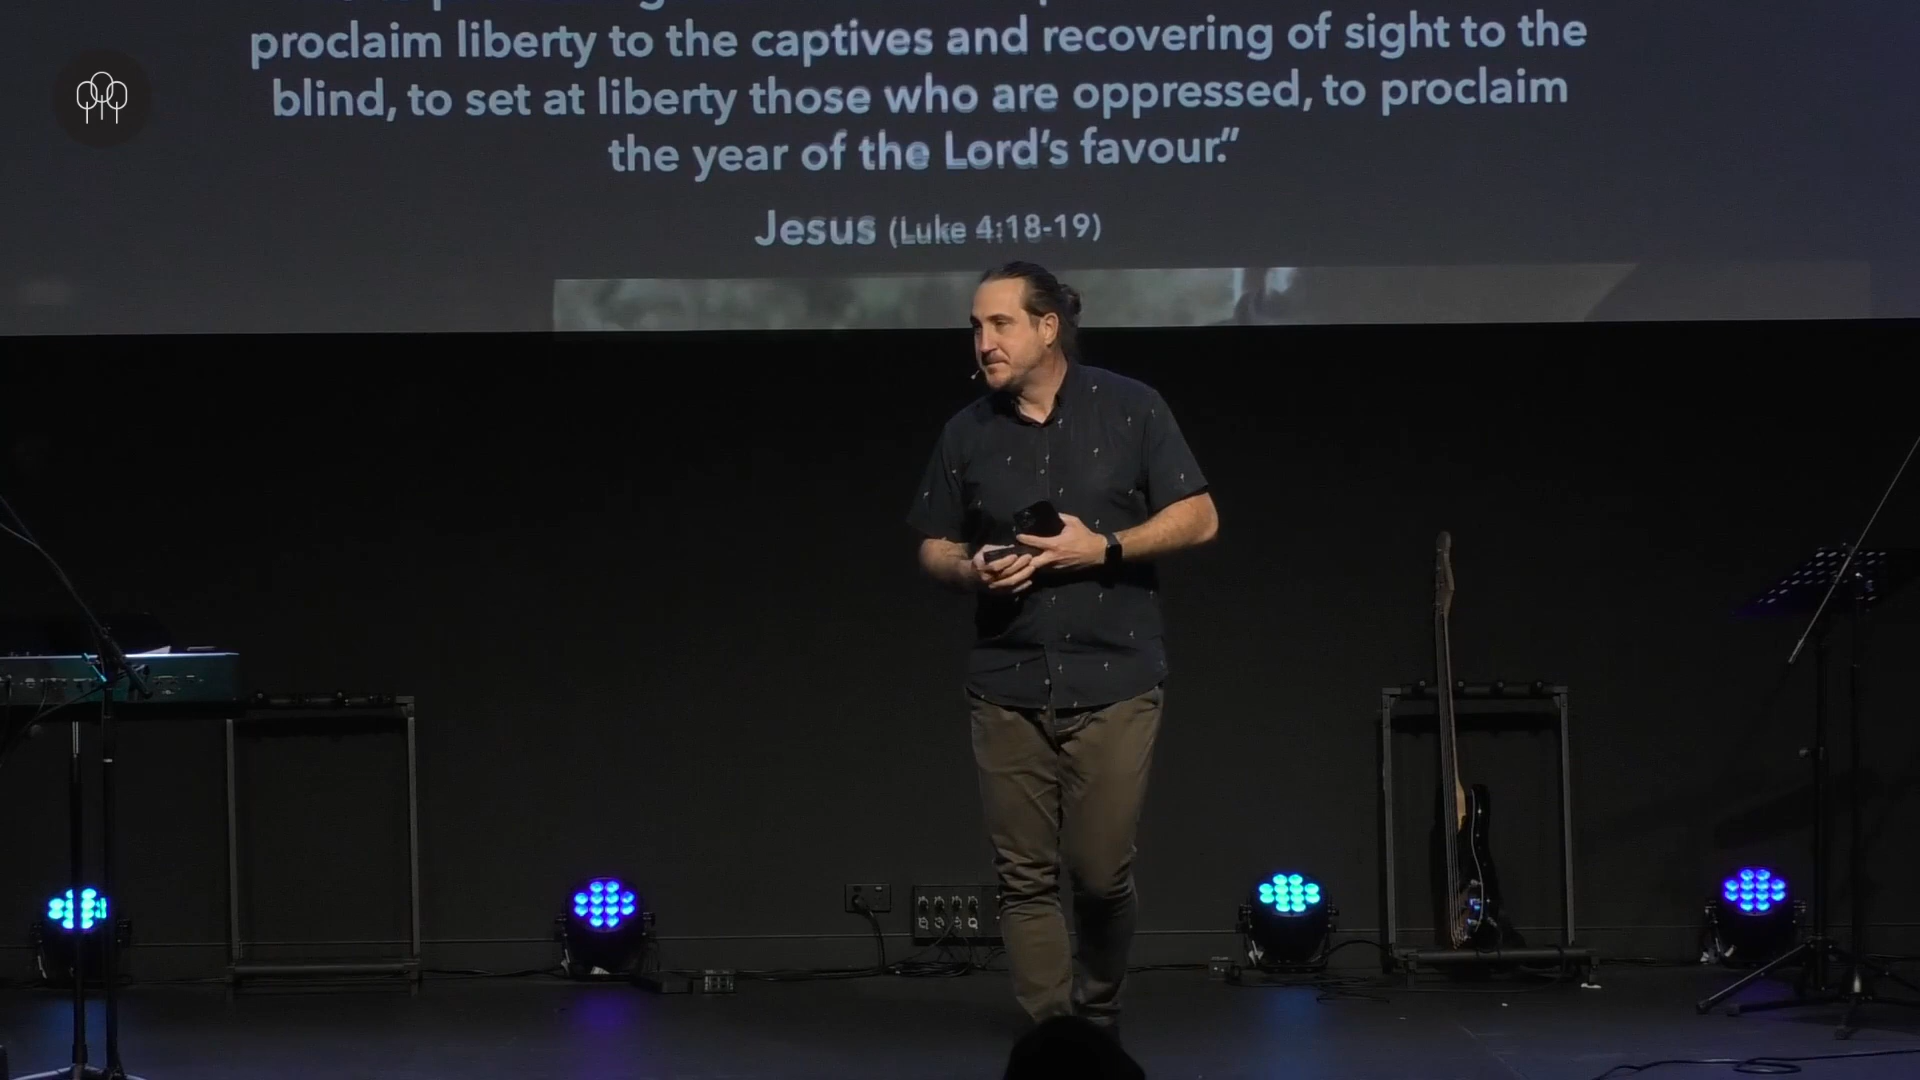 proclaim liberty to the captives and recovering of sight to the
blind, to set at liberty those who are oppressed, to proclaim
the year of the Lord's favour."
Jesus (Luke 4:18-19)